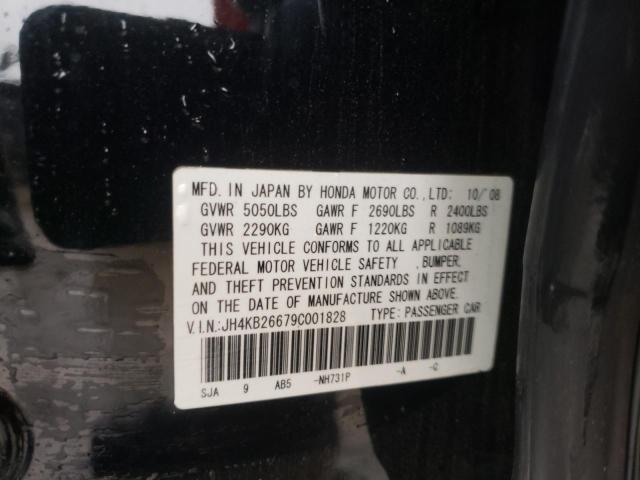 MFD. IN JAPAN BY HONDA MOTOR CO.,LTD: 10/'08
GVWR 5050LBS GAWR F 2690LBS R 2400LBS
GVWR 2290KG GAWR F 1220KG R 1089KG
THIS VEHICLE CONFORMS TO ALL APPLICABLE
FEDERAL MOTOR VEHICLE SAFETY ,BUMPER,
AND THEFT PREVENTION STANDARDS IN EFFECT
ON THE DATE OF MANUFACTURE SHOWN ABOVE.
V.I.N.:JH4KB26679C001828 TYPE: PASSENGER CAR
SJA 9 AB5 -NH731P -A -C